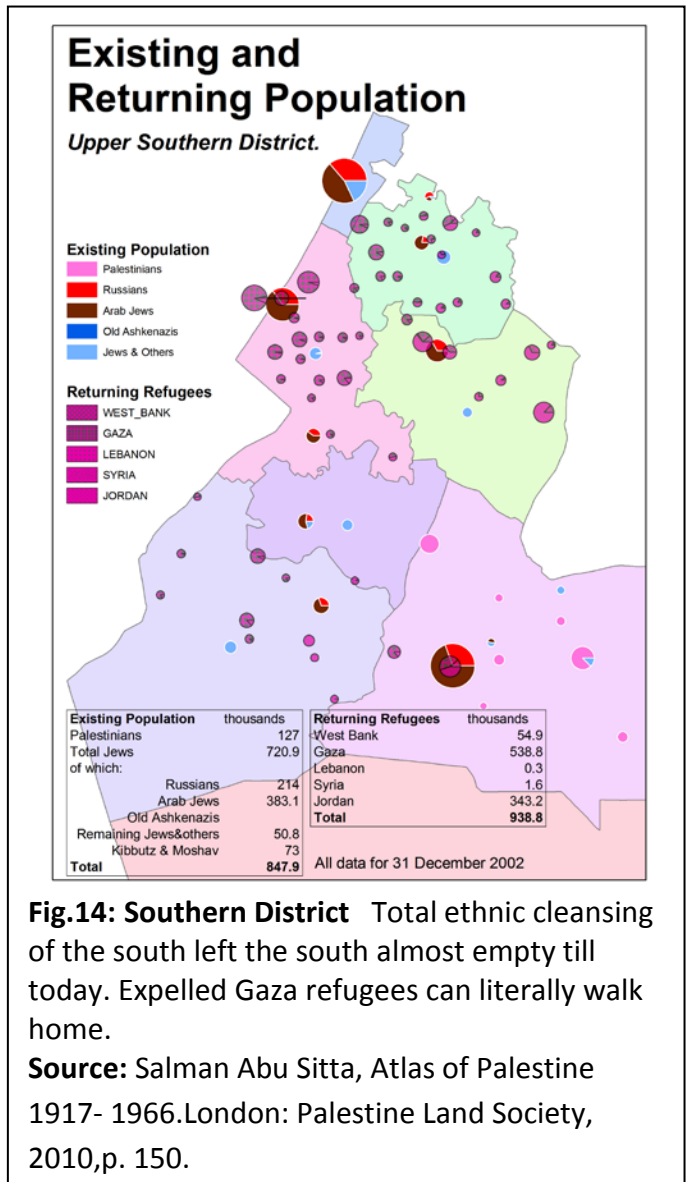 Existing and
Returning Population
Upper Southern District.
Existing Population
Palestinians
Russians
Arab Jews
Old Ashkenazis
Jews & Others
Returning Refugees
WEST_BANK
GAZA
LEBANON
SYRIA
JORDAN
Existing Population thousands
Palestinians 127
Total Jews 720.9
of which:
Russians 214
Arab Jews 383.1
Old Ashkenazis
Remaining Jews&others 50.8
Kibbutz & Moshav 73
Total 847.9
Returning Refugees thousands
West Bank 54.9
Gaza 538.8
Lebanon 0.3
Syria 1.6
Jordan 343.2
Total 938.8
All data for 31 December 2002
Fig.14: Southern District Total ethnic cleansing
of the south left the south almost empty till
today. Expelled Gaza refugees can literally walk
home.
Source: Salman Abu Sitta, Atlas of Palestine
1917- 1966.London: Palestine Land Society,
2010,p. 150.